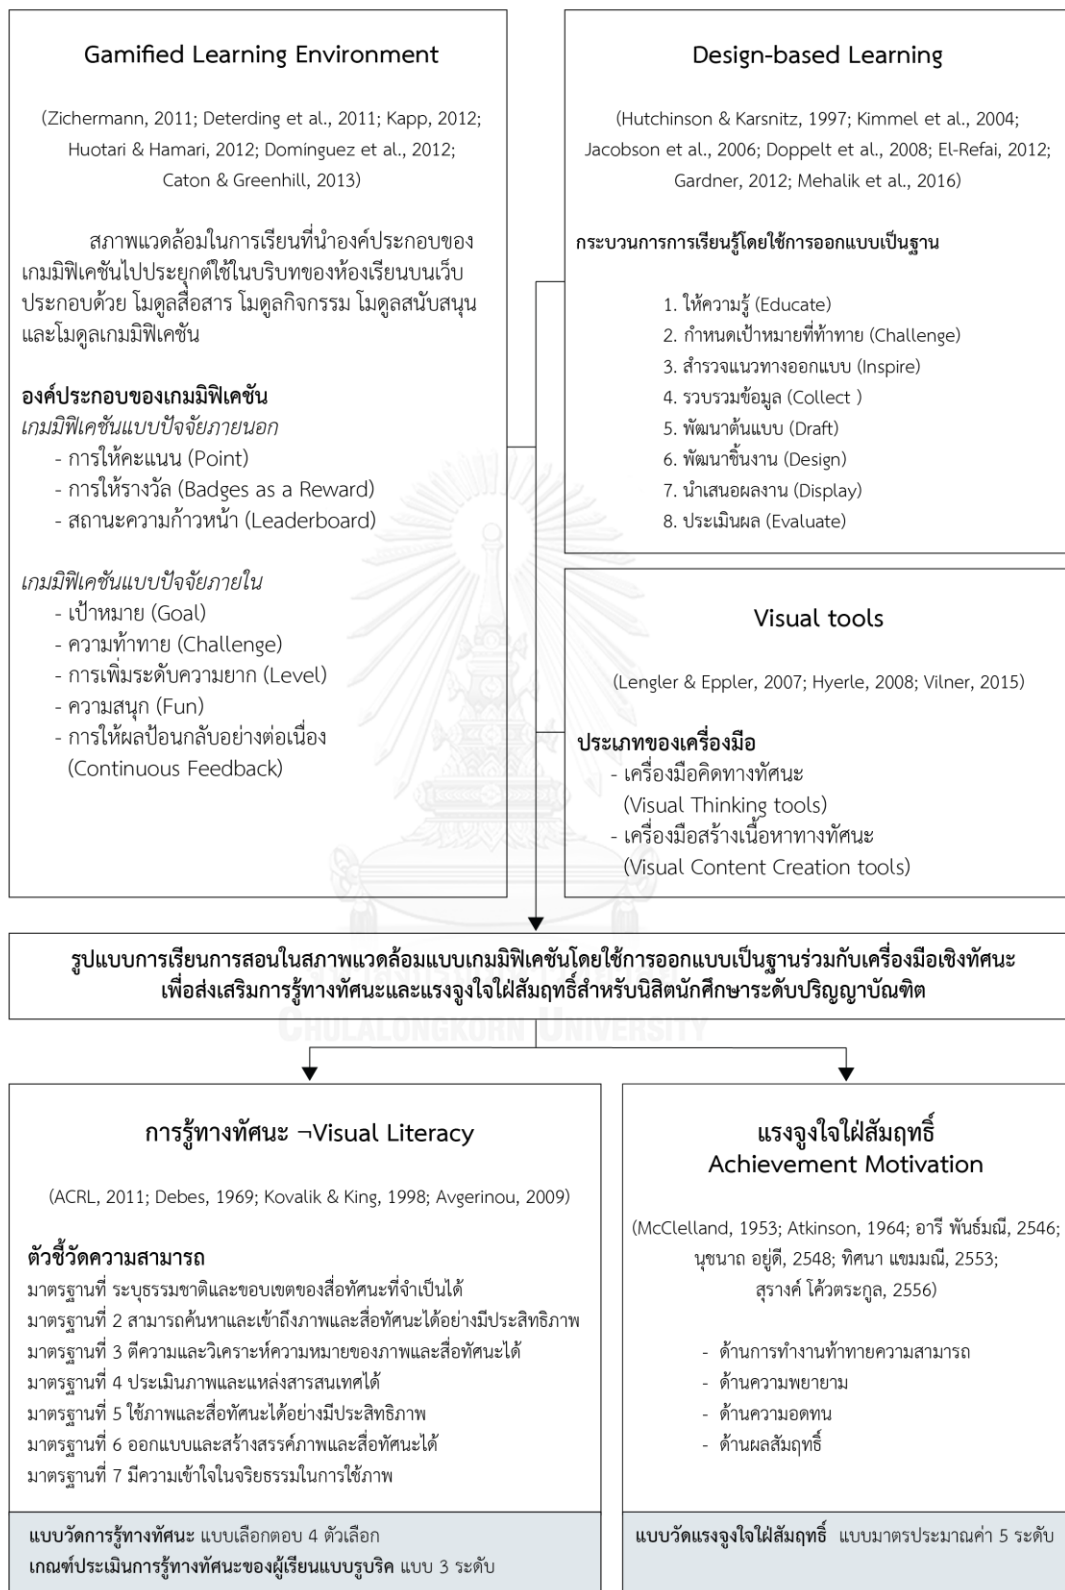 Gamified Learning Environment
(Zichermann, 2011; Deterding et al., 2011; Kapp, 2012;
Huotari & Hamari, 2012; Domínguez et al., 2012;
Caton & Greenhill, 2013)
สภาพแวดล้อมในการเรียนที่นำองค์ประกอบของ
เกมมิฟิเคชันไปประยุกต์ใช้ในบริบทของห้องเรียนบนเว็บ
ประกอบด้วย โมดูลสื่อสาร โมดูลกิจกรรม โมดูลสนับสนุน
และโมดูลเกมมิฟิเคชัน
องค์ประกอบของเกมมิฟิเคชัน
เกมมิฟิเคชันแบบปัจจัยภายนอก
- การให้คะแนน (Point)
- การให้รางวัล (Badges as a Reward)
- สถานะความก้าวหน้า (Leaderboard)
เกมมิฟิเคชันแบบปัจจัยภายใน
- เป้าหมาย (Goal)
- ความท้าทาย (Challenge)
- การเพิ่มระดับความยาก (Level)
- ความสนุก (Fun)
- การให้ผลป้อนกลับอย่างต่อเนื่อง
(Continuous Feedback)
Design-based Learning
(Hutchinson & Karsnitz, 1997; Kimmel et al., 2004;
Jacobson et al., 2006; Doppelt et al., 2008; El-Refai, 2012;
Gardner, 2012; Mehalik et al., 2016)
กระบวนการการเรียนรู้โดยใช้การออกแบบเป็นฐาน
1. ให้ความรู้ (Educate)
2. กำหนดเป้าหมายที่ท้าทาย (Challenge)
3. สำรวจแนวทางออกแบบ (Inspire)
4. รวบรวมข้อมูล (Collect )
5. พัฒนาต้นแบบ (Draft)
6. พัฒนาชิ้นงาน (Design)
7. นำเสนอผลงาน (Display)
8. ประเมินผล (Evaluate)
Visual tools
(Lengler & Eppler, 2007; Hyerle, 2008; Vilner, 2015)
ประเภทของเครื่องมือ
- เครื่องมือคิดทางทัศนะ
(Visual Thinking tools)
- เครื่องมือสร้างเนื้อหาทางทัศนะ
(Visual Content Creation tools)
รูปแบบการเรียนการสอนในสภาพแวดล้อมแบบเกมมิฟิเคชันโดยใช้การออกแบบเป็นฐานร่วมกับเครื่องมือเชิงทัศนะ
เพื่อส่งเสริมการรู้ทางทัศนะและแรงจูงใจใฝ่สัมฤทธิ์สำหรับนิสิตนักศึกษาระดับปริญญาบัณฑิต
CHULALONGKORN UNIVERSITY
การรู้ทางทัศนะ ¬Visual Literacy
(ACRL, 2011; Debes, 1969; Kovalik & King, 1998; Avgerinou, 2009)
ตัวชี้วัดความสามารถ
มาตรฐานที่ ระบุธรรมชาติและขอบเขตของสื่อทัศนะที่จำเป็นได้
มาตรฐานที่ 2 สามารถค้นหาและเข้าถึงภาพและสื่อทัศนะได้อย่างมีประสิทธิภาพ
มาตรฐานที่ 3 ตีความและวิเคราะห์ความหมายของภาพและสื่อทัศนะได้
มาตรฐานที่ 4 ประเมินภาพและแหล่งสารสนเทศได้
มาตรฐานที่ 5 ใช้ภาพและสื่อทัศนะได้อย่างมีประสิทธิภาพ
มาตรฐานที่ 6 ออกแบบและสร้างสรรค์ภาพและสื่อทัศนะได้
มาตรฐานที่ 7 มีความเข้าใจในจริยธรรมในการใช้ภาพ
แบบวัดการรู้ทางทัศนะ แบบเลือกตอบ 4 ตัวเลือก
เกณฑ์ประเมินการรู้ทางทัศนะของผู้เรียนแบบรูบริค แบบ 3 ระดับ
แรงจูงใจใฝ่สัมฤทธิ์
Achievement Motivation
(McClelland, 1953; Atkinson, 1964; อารี พันธ์มณี, 2546;
นุชนาถ อยู่ดี, 2548; ทิศนา แขมมณี, 2553;
สุรางค์ โค้วตระกูล, 2556)
- ด้านการทำงานท้าทายความสามารถ
- ด้านความพยายาม
- ด้านความอดทน
- ด้านผลสัมฤทธิ์
แบบวัดแรงจูงใจใฝ่สัมฤทธิ์ แบบมาตรประมาณค่า 5 ระดับ